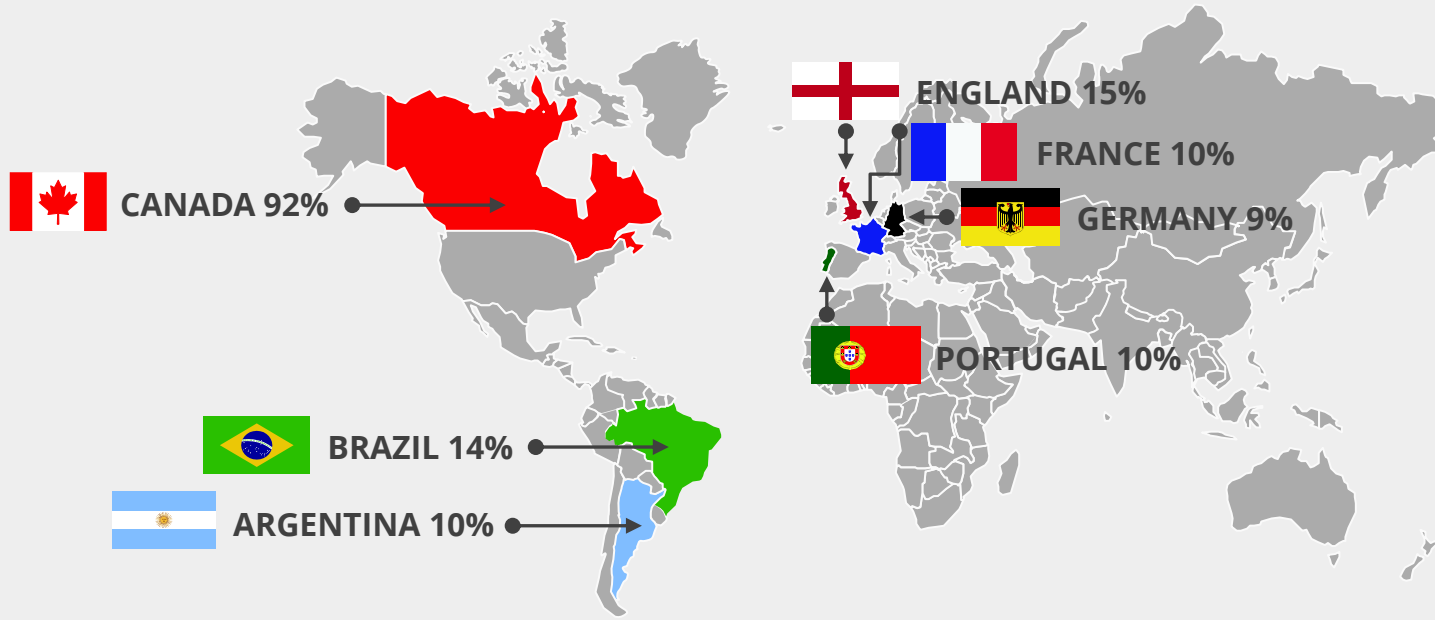 ENGLAND 15%
FRANCE 10%
CANADA 92%
GERMANY 9%
PORTUGAL 10%
BRAZIL 14%
ARGENTINA 10%